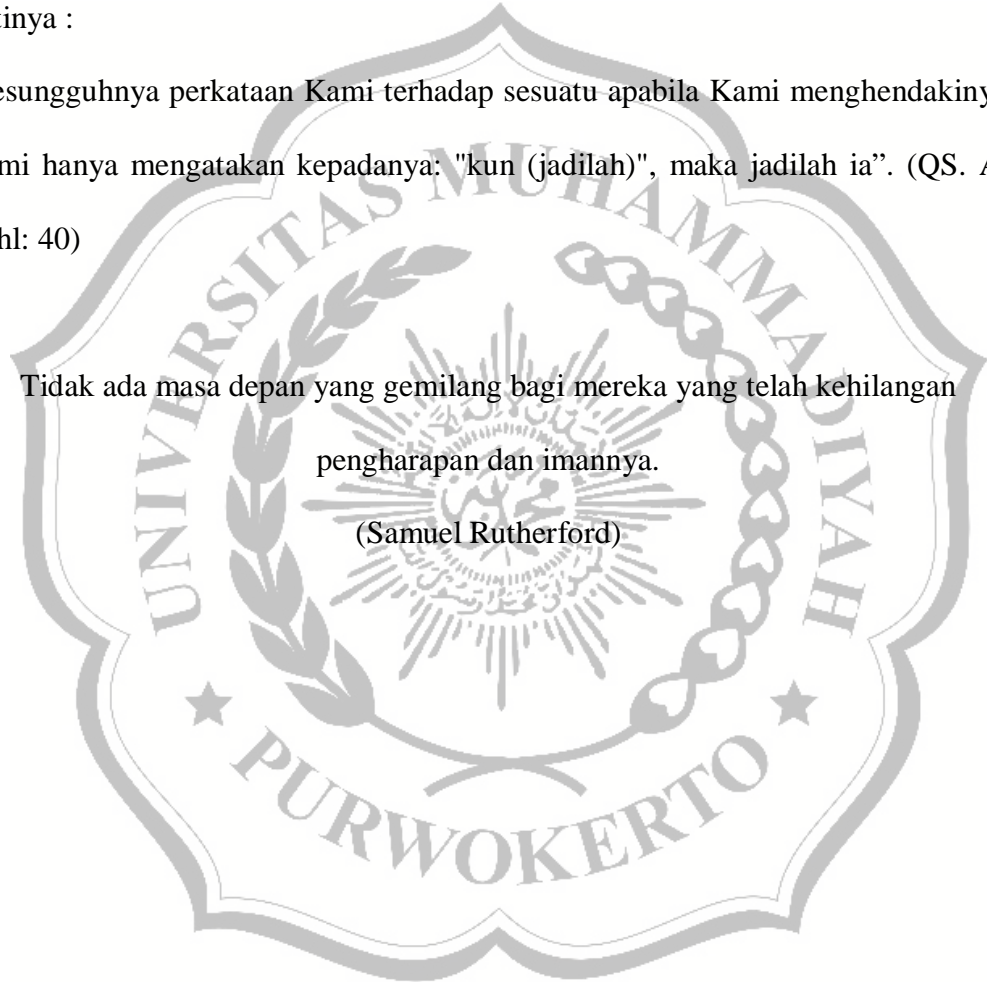 tinya :
esungguhnya perkataan Kami terhadap sesuatu apabila Kami menghendakiny
mi hanya mengatakan kepadanya: "kun (jadilah)", maka jadilah ia”. (QS. A
hl: 40)
Tidak ada masa depan yang gemilang bagi mereka yang telah kehilangan
pengharapan dan imannya.
(Samuel Rutherford)
UNIVERSITAS MUHAMMADIYAH
PURWOKERTO